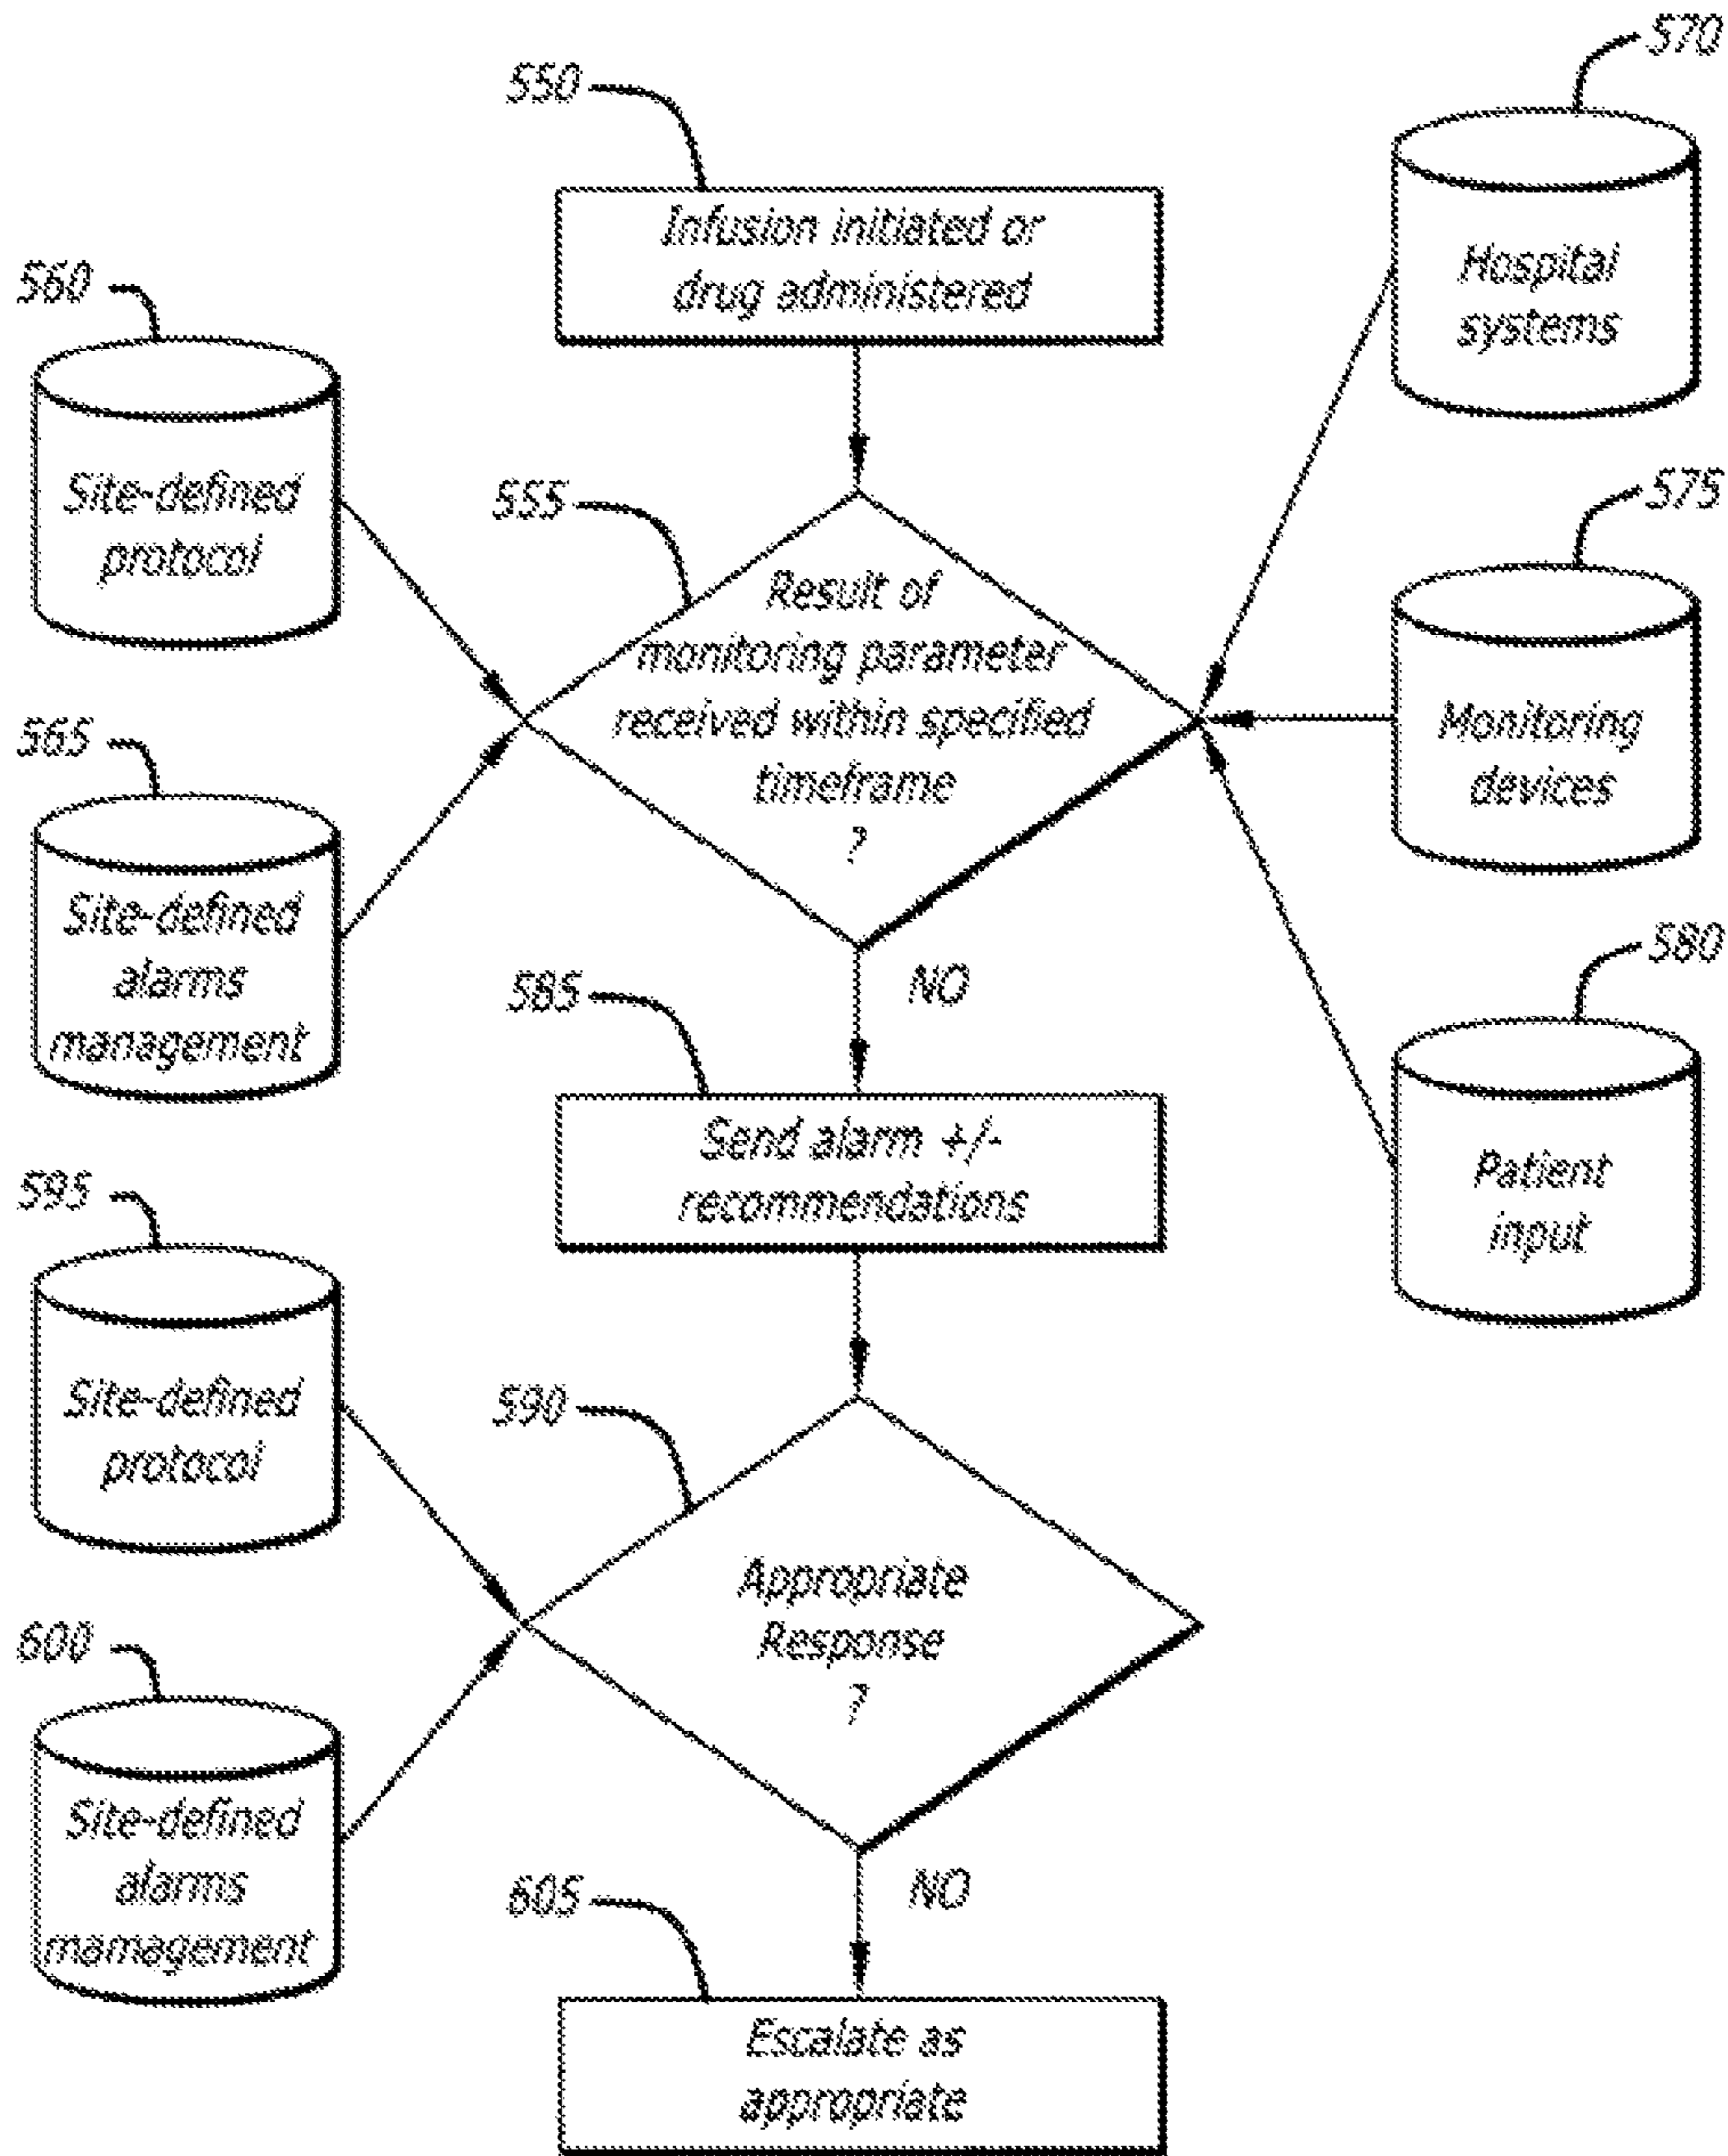 570
550
Infusion initiated or
drug administered
Hospital
systems
560
Site-defined
protocol
555
575
Result of
monitoring parameter
received within specified
timeframe
?
Monitoring
devices
565
Site-defined
alarms
management
580
NO
585
Send alarm +/-
recommendations
Patient
input
595
Site-defined
protocol
590
Appropriate
Response
?
600
Site-defined
alarms
mamagement
NO
605
Escalate as
appropriate